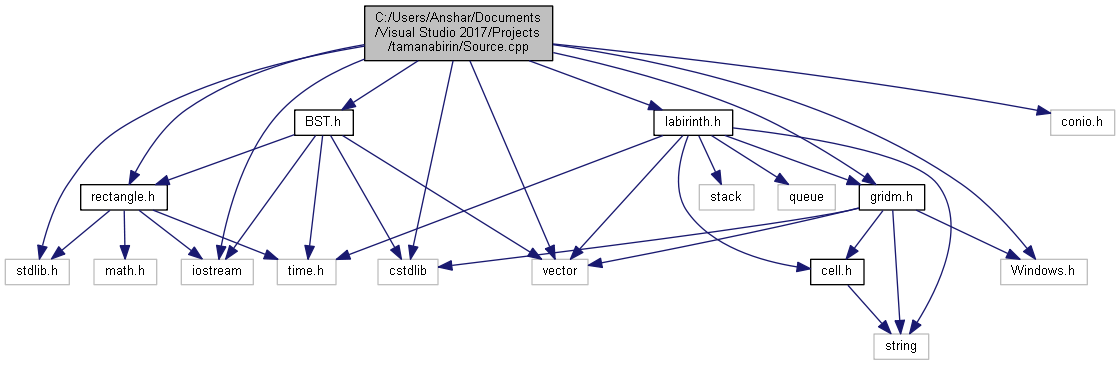 C:/Users/Anshar/Documents
/Visual Studio 2017/Projects
/tamanabirin/Source.cpp
BST.h
labirinth.h
conio.h
rectangle.h
stack
queue
gridm.h
stdlib.h
math.h
iostream
time.h
cstdlib
vector
cell.h
Windows.h
string